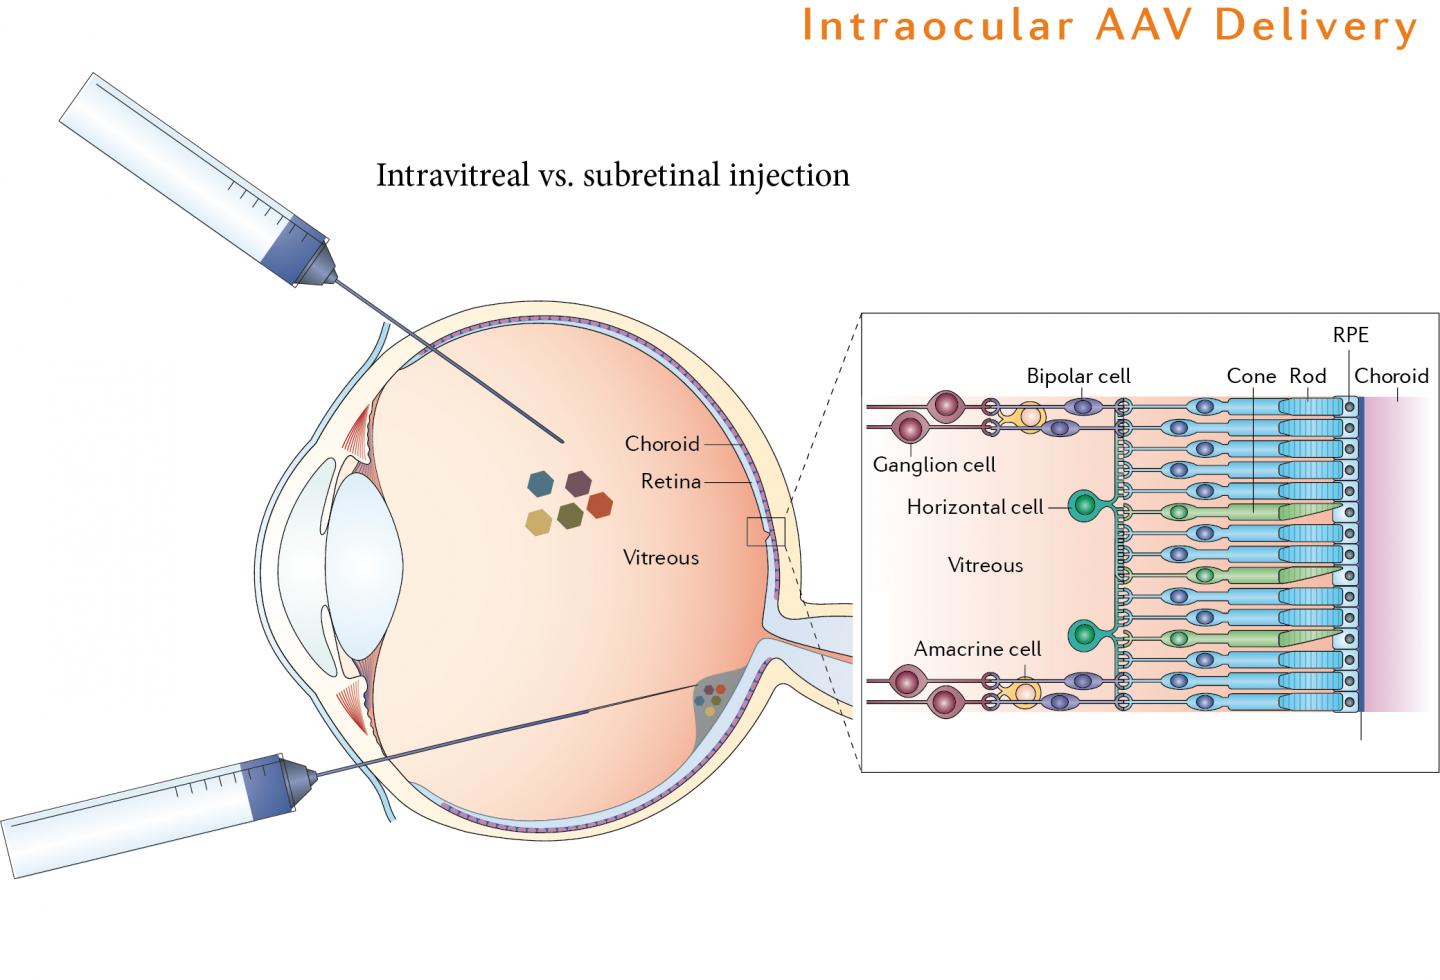 Intraocular AAV Delivery
Intravitreal vs. subretinal injection
Choroid
Retina
Vitreous
RPE
Bipolar cell
Cone
Rod
Choroid
Ganglion cell
Horizontal cell
Vitreous
Amacrine cell